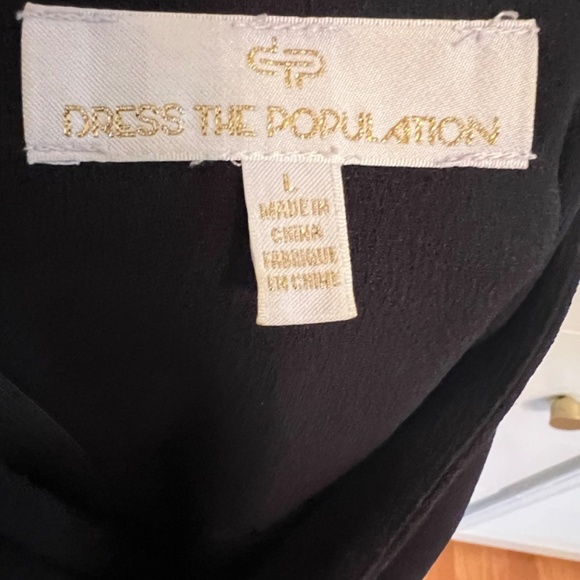 DRESS THE POPULATION
L
MADE IN
CHINA
FABRIQUE
EN CHINE